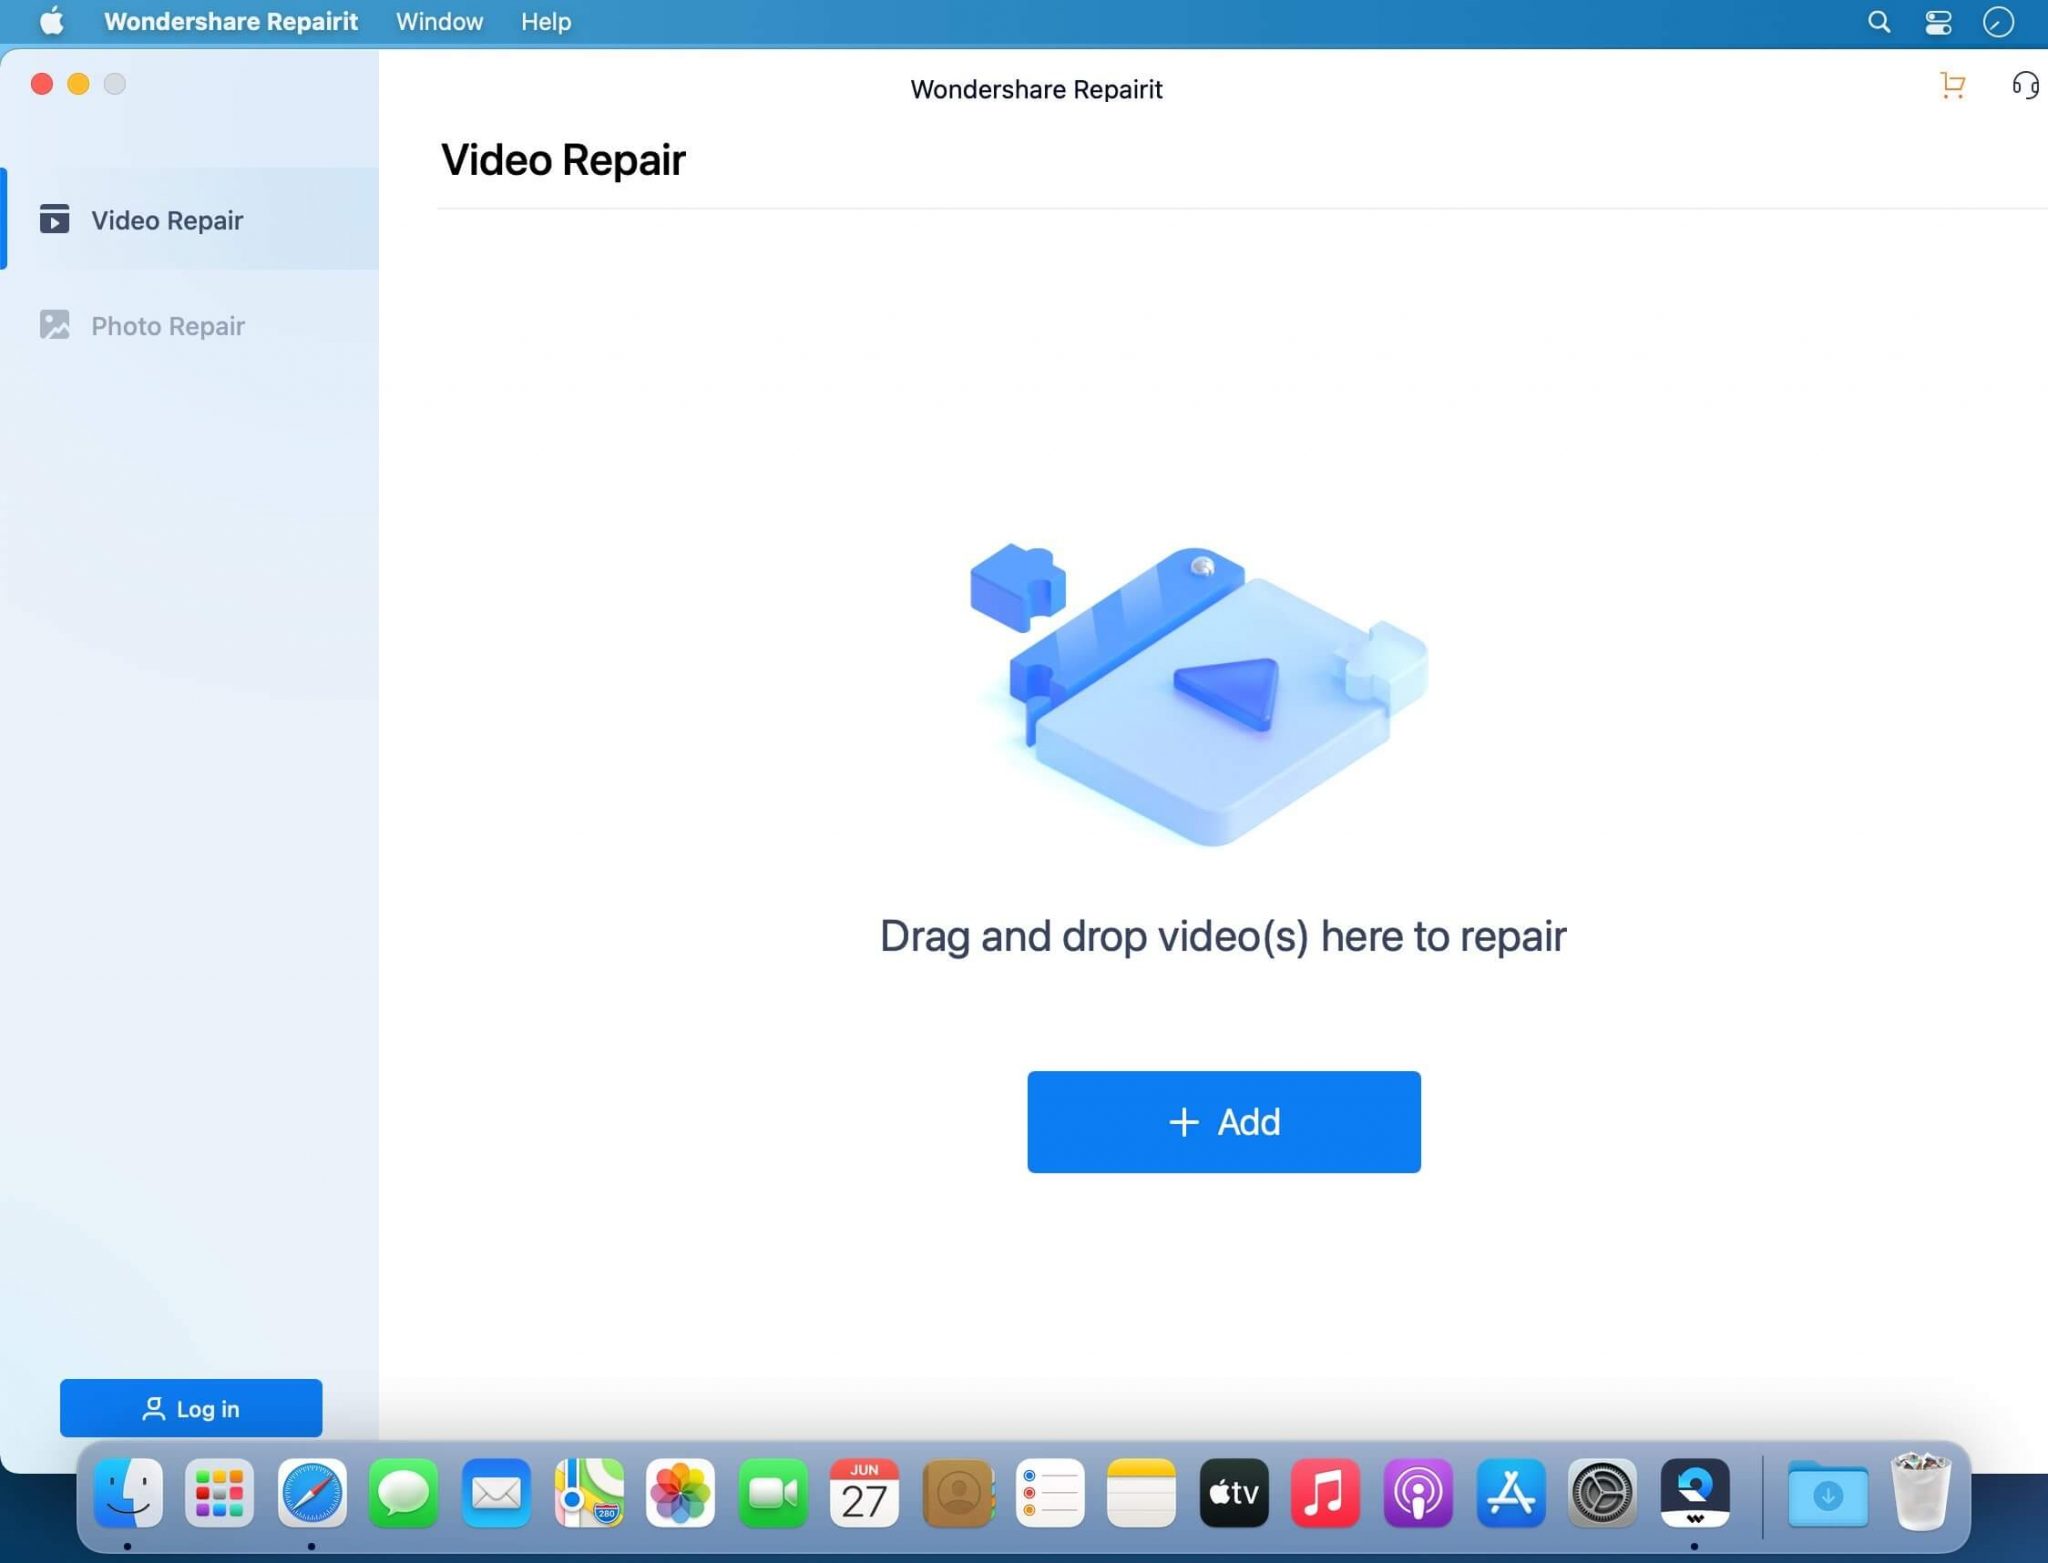 Wondershare Repairit Window Help
Wondershare Repairit
Video Repair
Video Repair
Photo Repair
Drag and drop video(s) here to repair
+ Add
Log in
280
JUN
27
tv